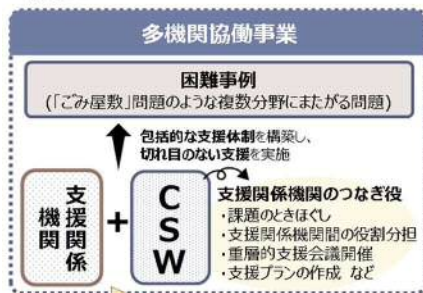 多機関協働事業
困難事例
(「ごみ屋敷」問題のような複数分野にまたがる問題)
包括的な支援体制を構築し、
切れ目のない支援を実施
支援関係機関
+
CSW
支援関係機関のつなぎ役
・課題のときほぐし
・支援関係機関間の役割分担
・重層的支援会議開催
・支援プランの作成 など